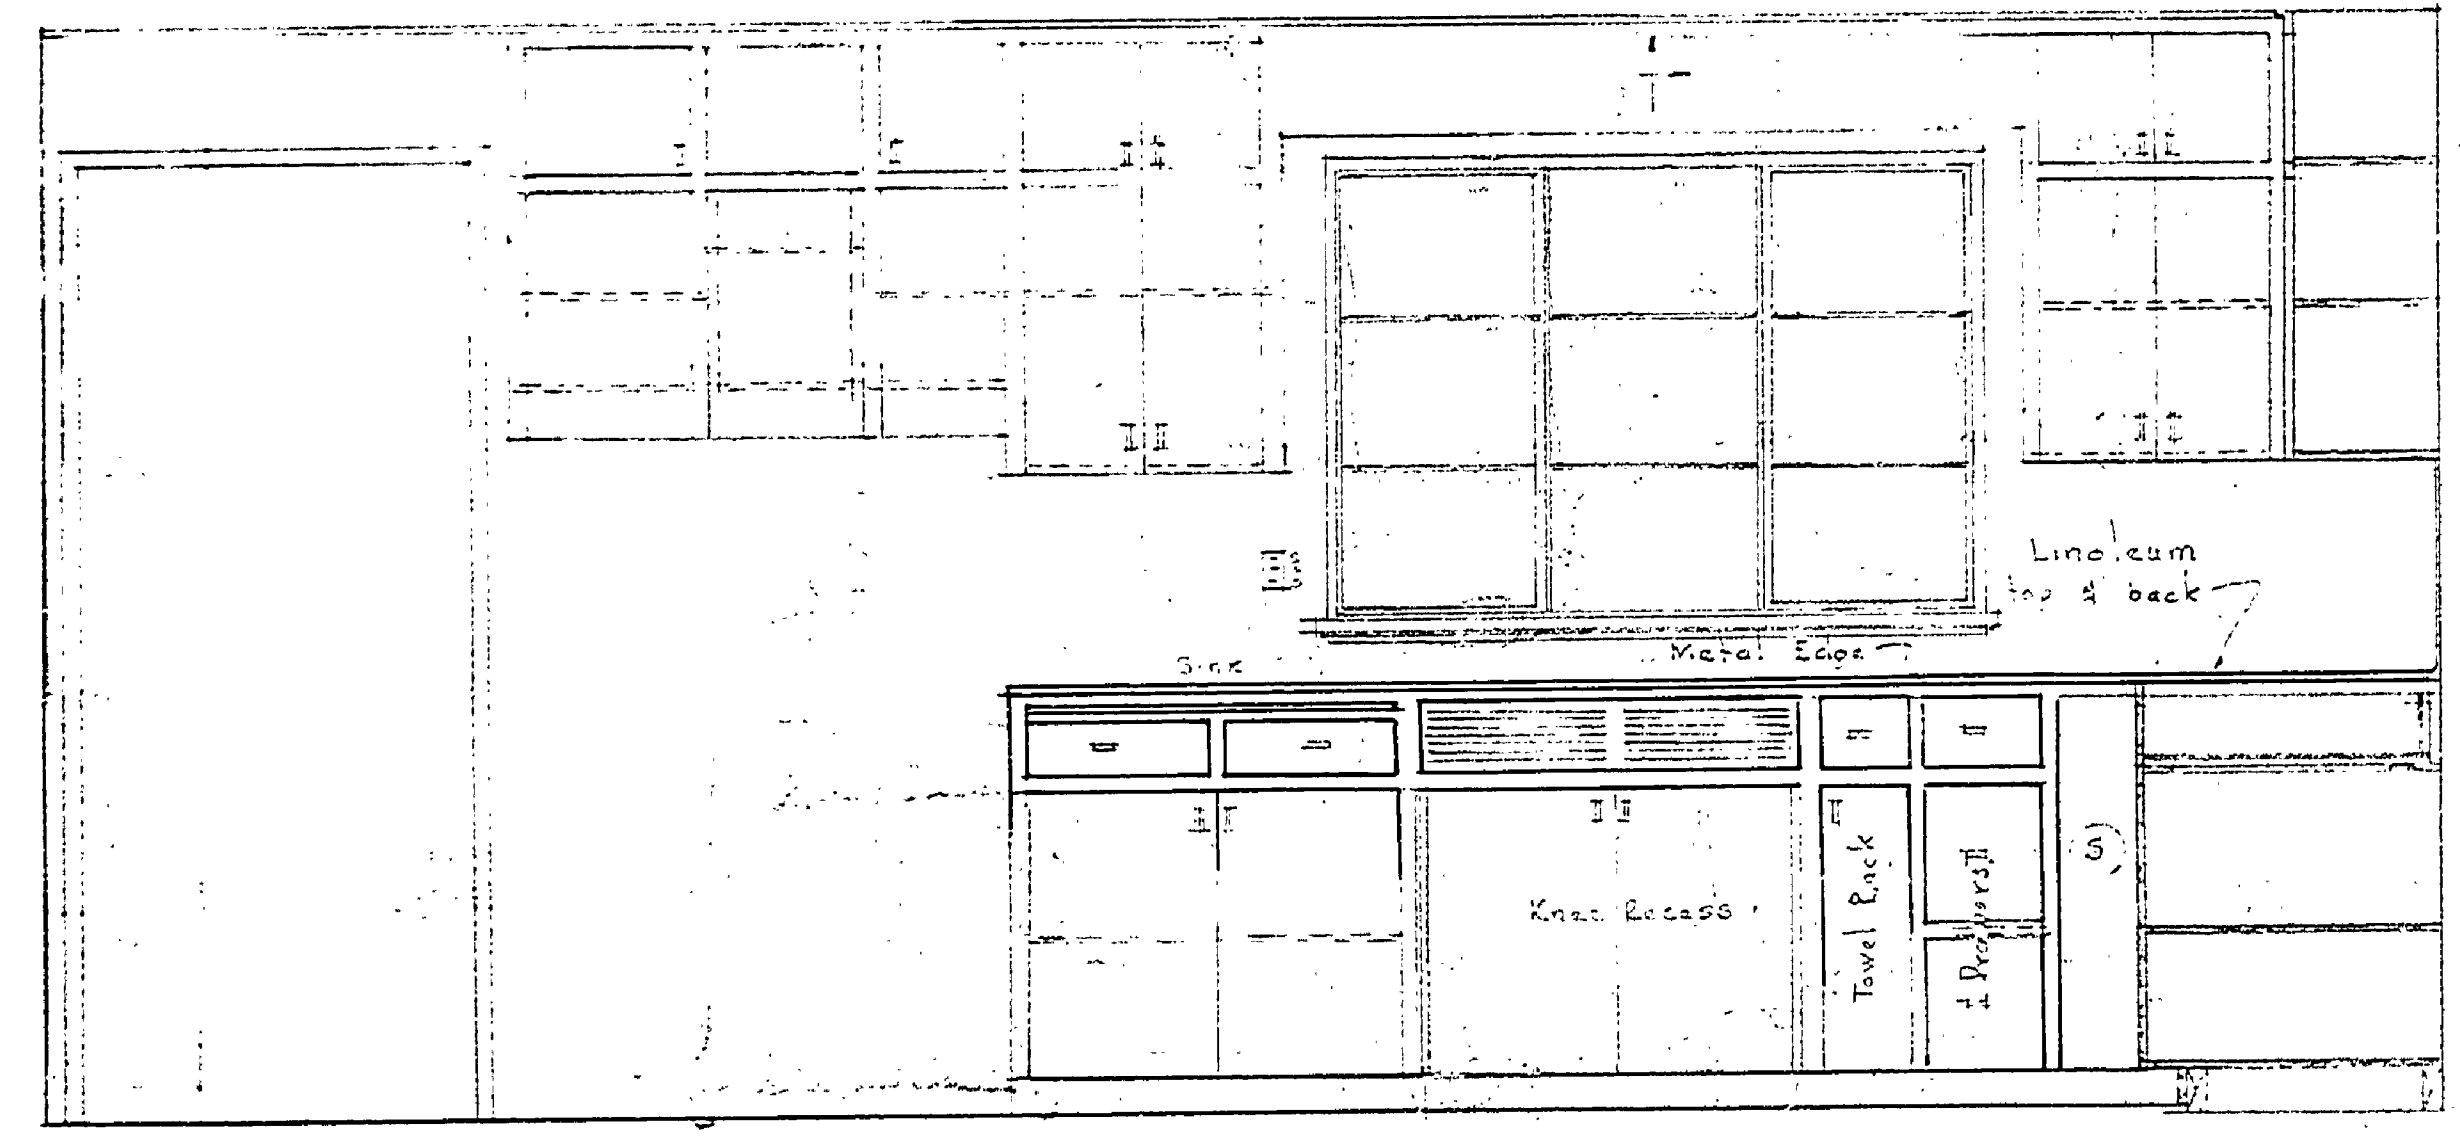 Linoleum
top & back
Sink
Metal Edge
Knee Recess
Towel Rack
Drawers
S